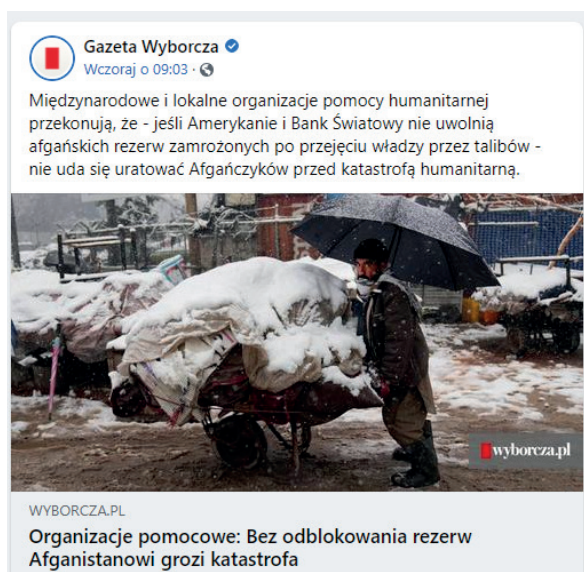 Gazeta Wyborcza
Wczoraj o 09:03 ·
Międzynarodowe i lokalne organizacje pomocy humanitarnej
przekonują, że - jeśli Amerykanie i Bank Światowy nie uwolnią
afgańskich rezerw zamrożonych po przejęciu władzy przez talibów -
nie uda się uratować Afgańczyków przed katastrofą humanitarną.
wyborcza.pl
WYBORCZA.PL
Organizacje pomocowe: Bez odblokowania rezerw
Afganistanowi grozi katastrofa